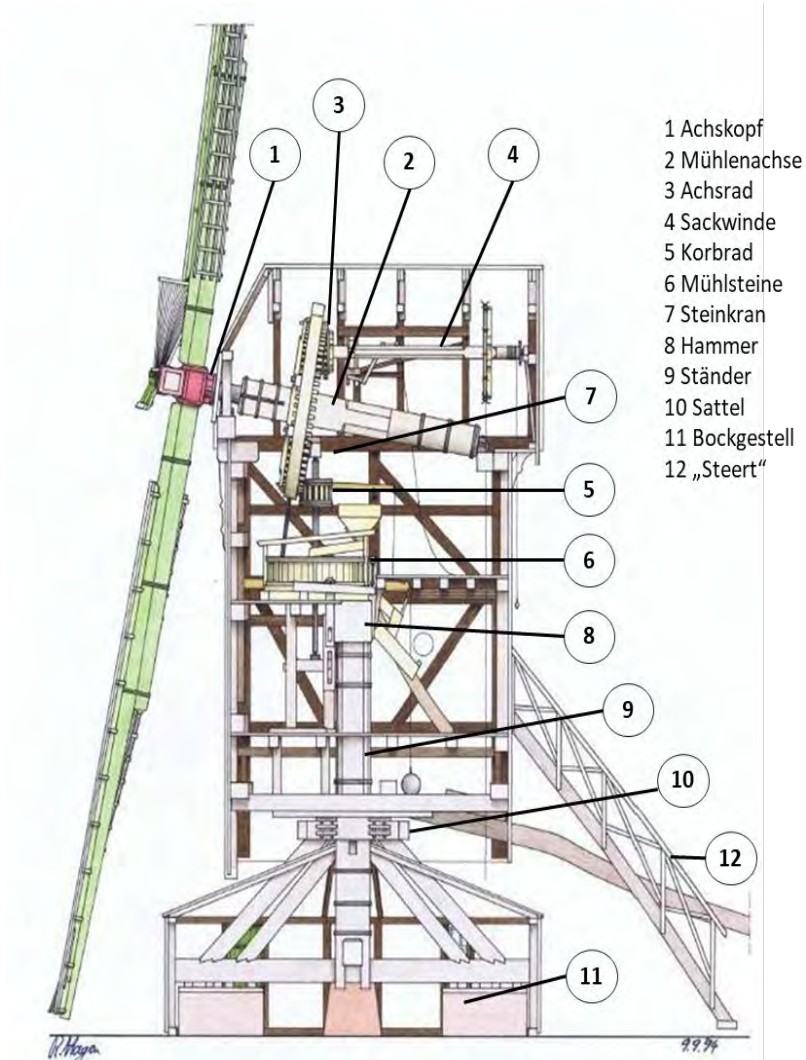 3
1
2
4
7
5
6
8
9
10
12
11
1 Achskopf
2 Mühlenachse
3 Achsrad
4 Sackwinde
5 Korbrad
6 Mühlsteine
7 Steinkran
8 Hammer
9 Ständer
10 Sattel
11 Bockgestell
12 „Steert“
R. Hagen
9.9.94